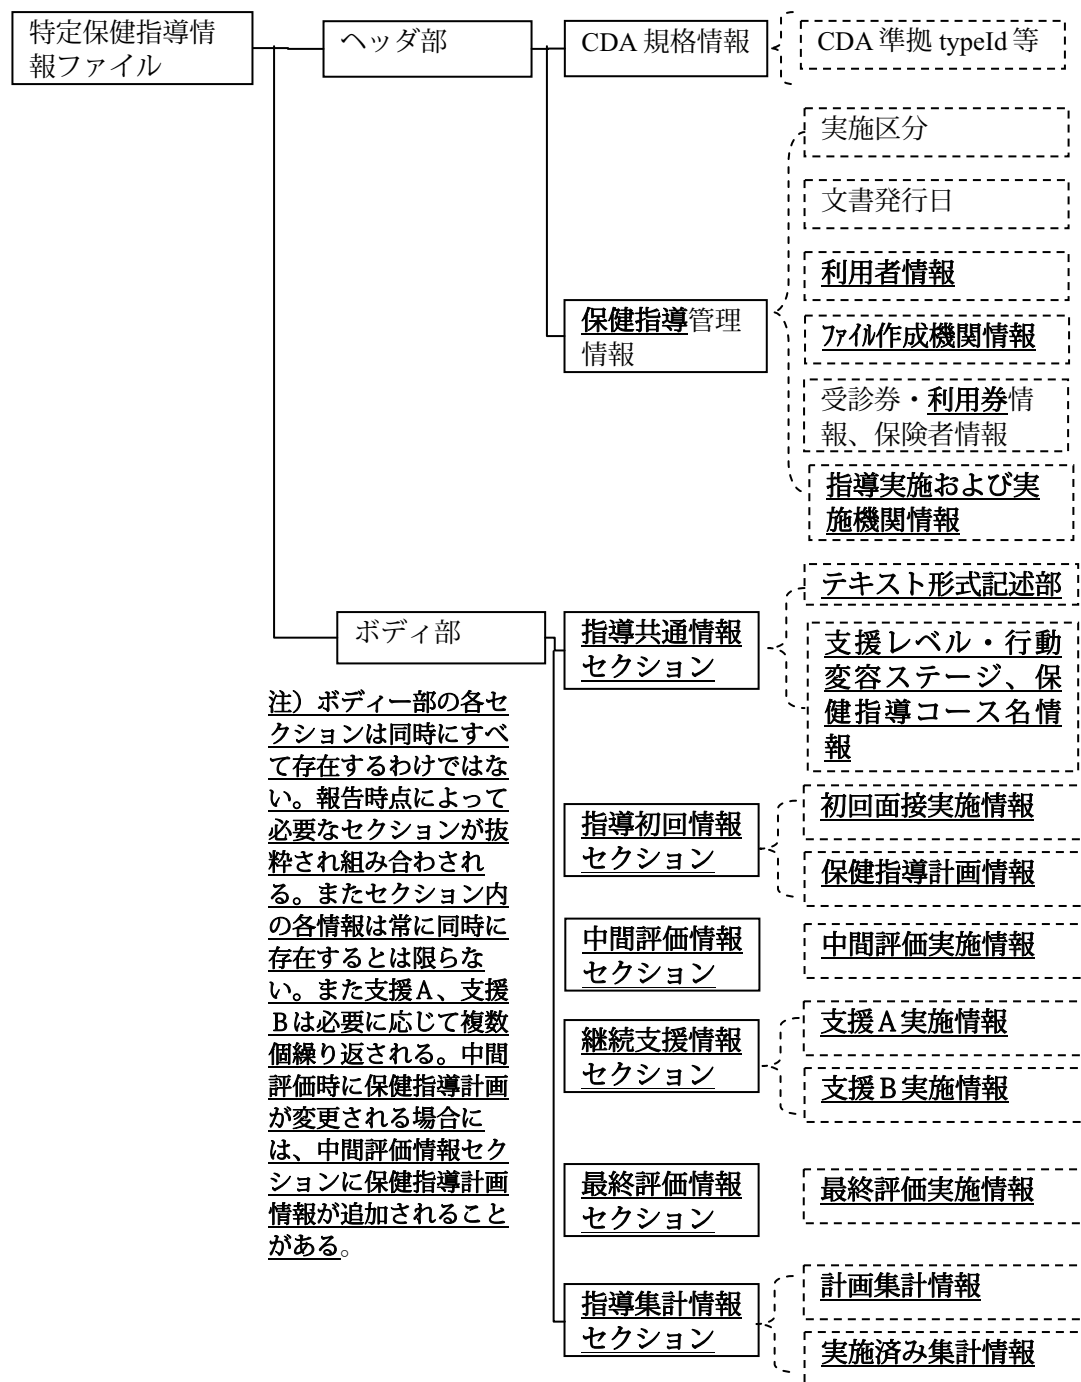 特定保健指導情
報ファイル
ヘッダ部
CDA 規格情報
CDA 準拠 typeId 等
実施区分
文書発行日
利用者情報
保健指導管理
情報
ﾌｧｲﾙ作成機関情報
受診券・利用券情
報、保険者情報
指導実施および実
施機関情報
ボディ部
指導共通情報
セクション
テキスト形式記述部
支援レベル・行動
変容ステージ、保
健指導コース名情
報
注）ボディー部の各セ
クションは同時にすべ
て存在するわけではな
い。報告時点によって
必要なセクションが抜
粋され組み合わされ
る。またセクション内
の各情報は常に同時に
存在するとは限らな
い。また支援Ａ、支援
Ｂは必要に応じて複数
個繰り返される。中間
評価時に保健指導計画
が変更される場合に
は、中間評価情報セク
ションに保健指導計画
情報が追加されること
がある。
指導初回情報
セクション
初回面接実施情報
保健指導計画情報
中間評価情報
セクション
中間評価実施情報
継続支援情報
セクション
支援Ａ実施情報
支援Ｂ実施情報
最終評価情報
セクション
最終評価実施情報
指導集計情報
セクション
計画集計情報
実施済み集計情報